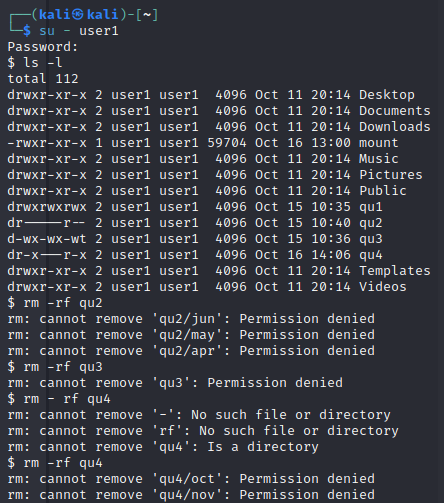 ┌──(kali㉿kali)-[~]
└─$ su - user1
Password:
$ ls -l
total 112
drwxr-xr-x 2 user1 user1  4096 Oct 11 20:14 Desktop
drwxr-xr-x 2 user1 user1  4096 Oct 11 20:14 Documents
drwxr-xr-x 2 user1 user1  4096 Oct 11 20:14 Downloads
-rwxr-xr-x 1 user1 user1 59704 Oct 16 13:00 mount
drwxr-xr-x 2 user1 user1  4096 Oct 11 20:14 Music
drwxr-xr-x 2 user1 user1  4096 Oct 11 20:14 Pictures
drwxr-xr-x 2 user1 user1  4096 Oct 11 20:14 Public
drwxrwxrwx 2 user1 user1  4096 Oct 15 10:35 qu1
dr-----r-- 2 user1 user1  4096 Oct 15 10:40 qu2
d-wx-wx-wt 2 user1 user1  4096 Oct 15 10:36 qu3
dr-x---r-x 2 user1 user1  4096 Oct 16 14:06 qu4
drwxr-xr-x 2 user1 user1  4096 Oct 11 20:14 Templates
drwxr-xr-x 2 user1 user1  4096 Oct 11 20:14 Videos
$ rm -rf qu2
rm: cannot remove 'qu2/jun': Permission denied
rm: cannot remove 'qu2/may': Permission denied
rm: cannot remove 'qu2/apr': Permission denied
$ rm -rf qu3
rm: cannot remove 'qu3': Permission denied
$ rm - rf qu4
rm: cannot remove '-': No such file or directory
rm: cannot remove 'rf': No such file or directory
rm: cannot remove 'qu4': Is a directory
$ rm -rf qu4
rm: cannot remove 'qu4/oct': Permission denied
rm: cannot remove 'qu4/nov': Permission denied